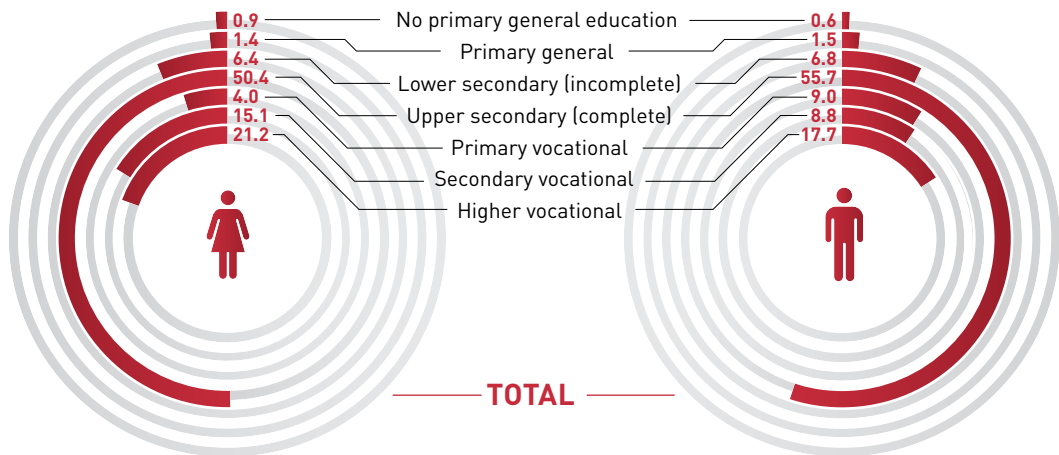 0.9 No primary general education 0.6
1.4 Primary general 1.5
6.4 Lower secondary (incomplete) 6.8
50.4 Upper secondary (complete) 55.7
4.0 Primary vocational 9.0
15.1 Secondary vocational 8.8
21.2 Higher vocational 17.7
TOTAL